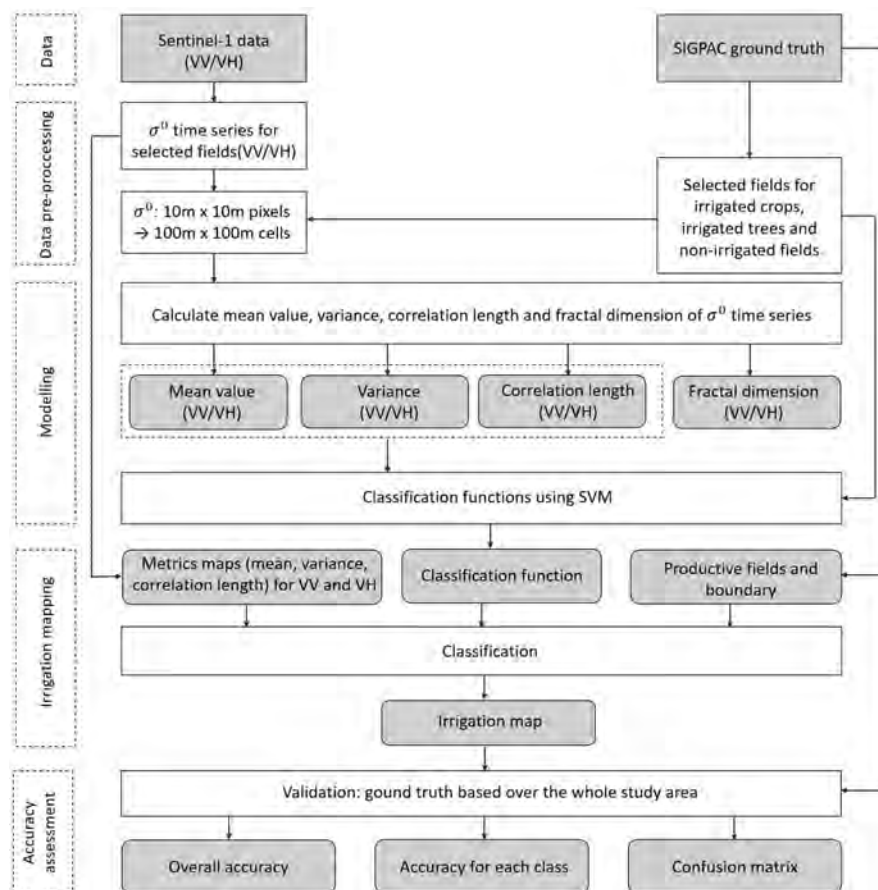 Data
Sentinel-1 data
(VV/VH)
SIGPAC ground truth
Data pre-proccessing
σ⁰ time series for
selected fields(VV/VH)
σ⁰: 10m x 10m pixels
→ 100m x 100m cells
Selected fields for
irrigated crops,
irrigated trees and
non-irrigated fields
Modelling
Calculate mean value, variance, correlation length and fractal dimension of σ⁰ time series
Mean value
(VV/VH)
Variance
(VV/VH)
Correlation length
(VV/VH)
Fractal dimension
(VV/VH)
Classification functions using SVM
Irrigation mapping
Metrics maps (mean, variance,
correlation length) for VV and VH
Classification function
Productive fields and
boundary
Classification
Irrigation map
Accuracy
assessment
Validation: gound truth based over the whole study area
Overall accuracy
Accuracy for each class
Confusion matrix